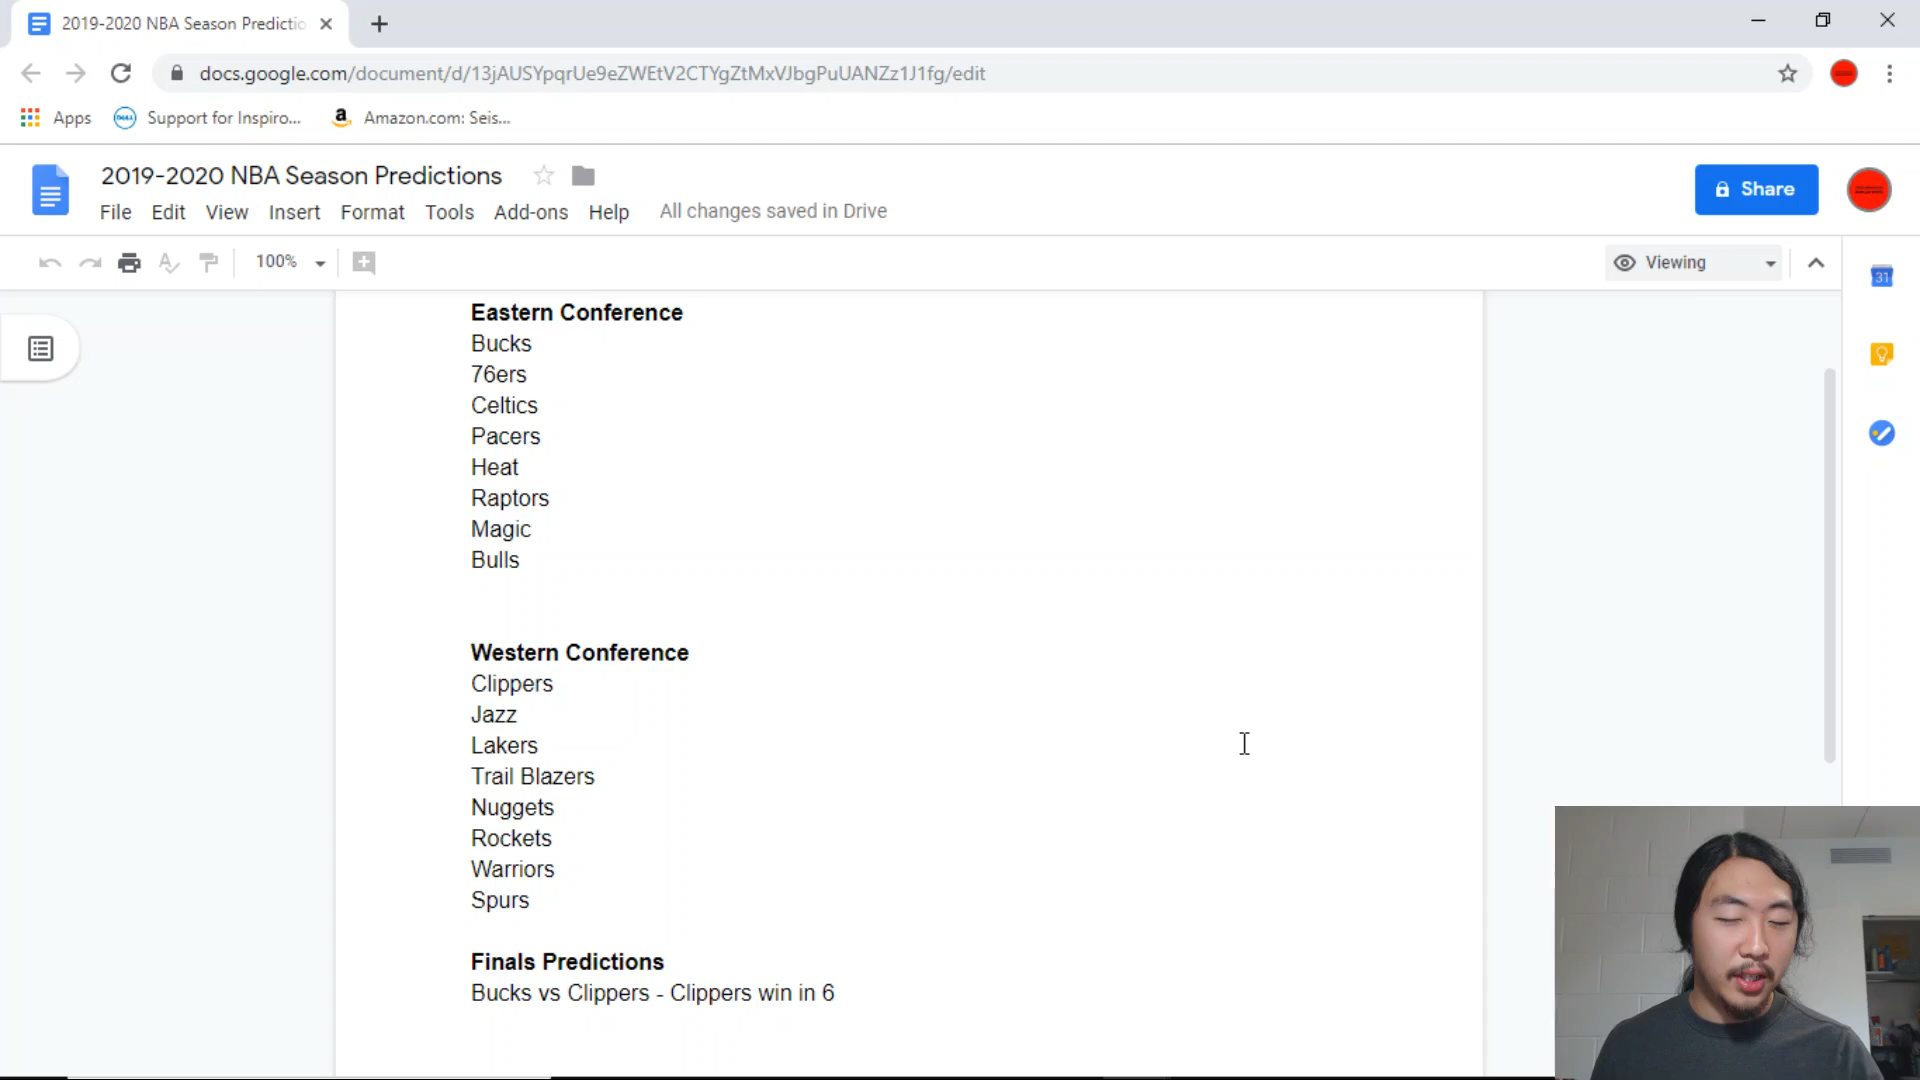 2019-2020 NBA Season Predictio
docs.google.com/document/d/13jAUSYpqrUe9eZWEtV2CTYgZtMxVJbgPuUANZz1J1fg/edit
Apps Support for Inspiro... Amazon.com: Seis...
2019-2020 NBA Season Predictions
Share
File Edit View Insert Format Tools Add-ons Help All changes saved in Drive
100% Viewing
31
Eastern Conference
Bucks
76ers
Celtics
Pacers
Heat
Raptors
Magic
Bulls
Western Conference
Clippers
Jazz
Lakers
Trail Blazers
Nuggets
Rockets
Warriors
Spurs
Finals Predictions
Bucks vs Clippers - Clippers win in 6